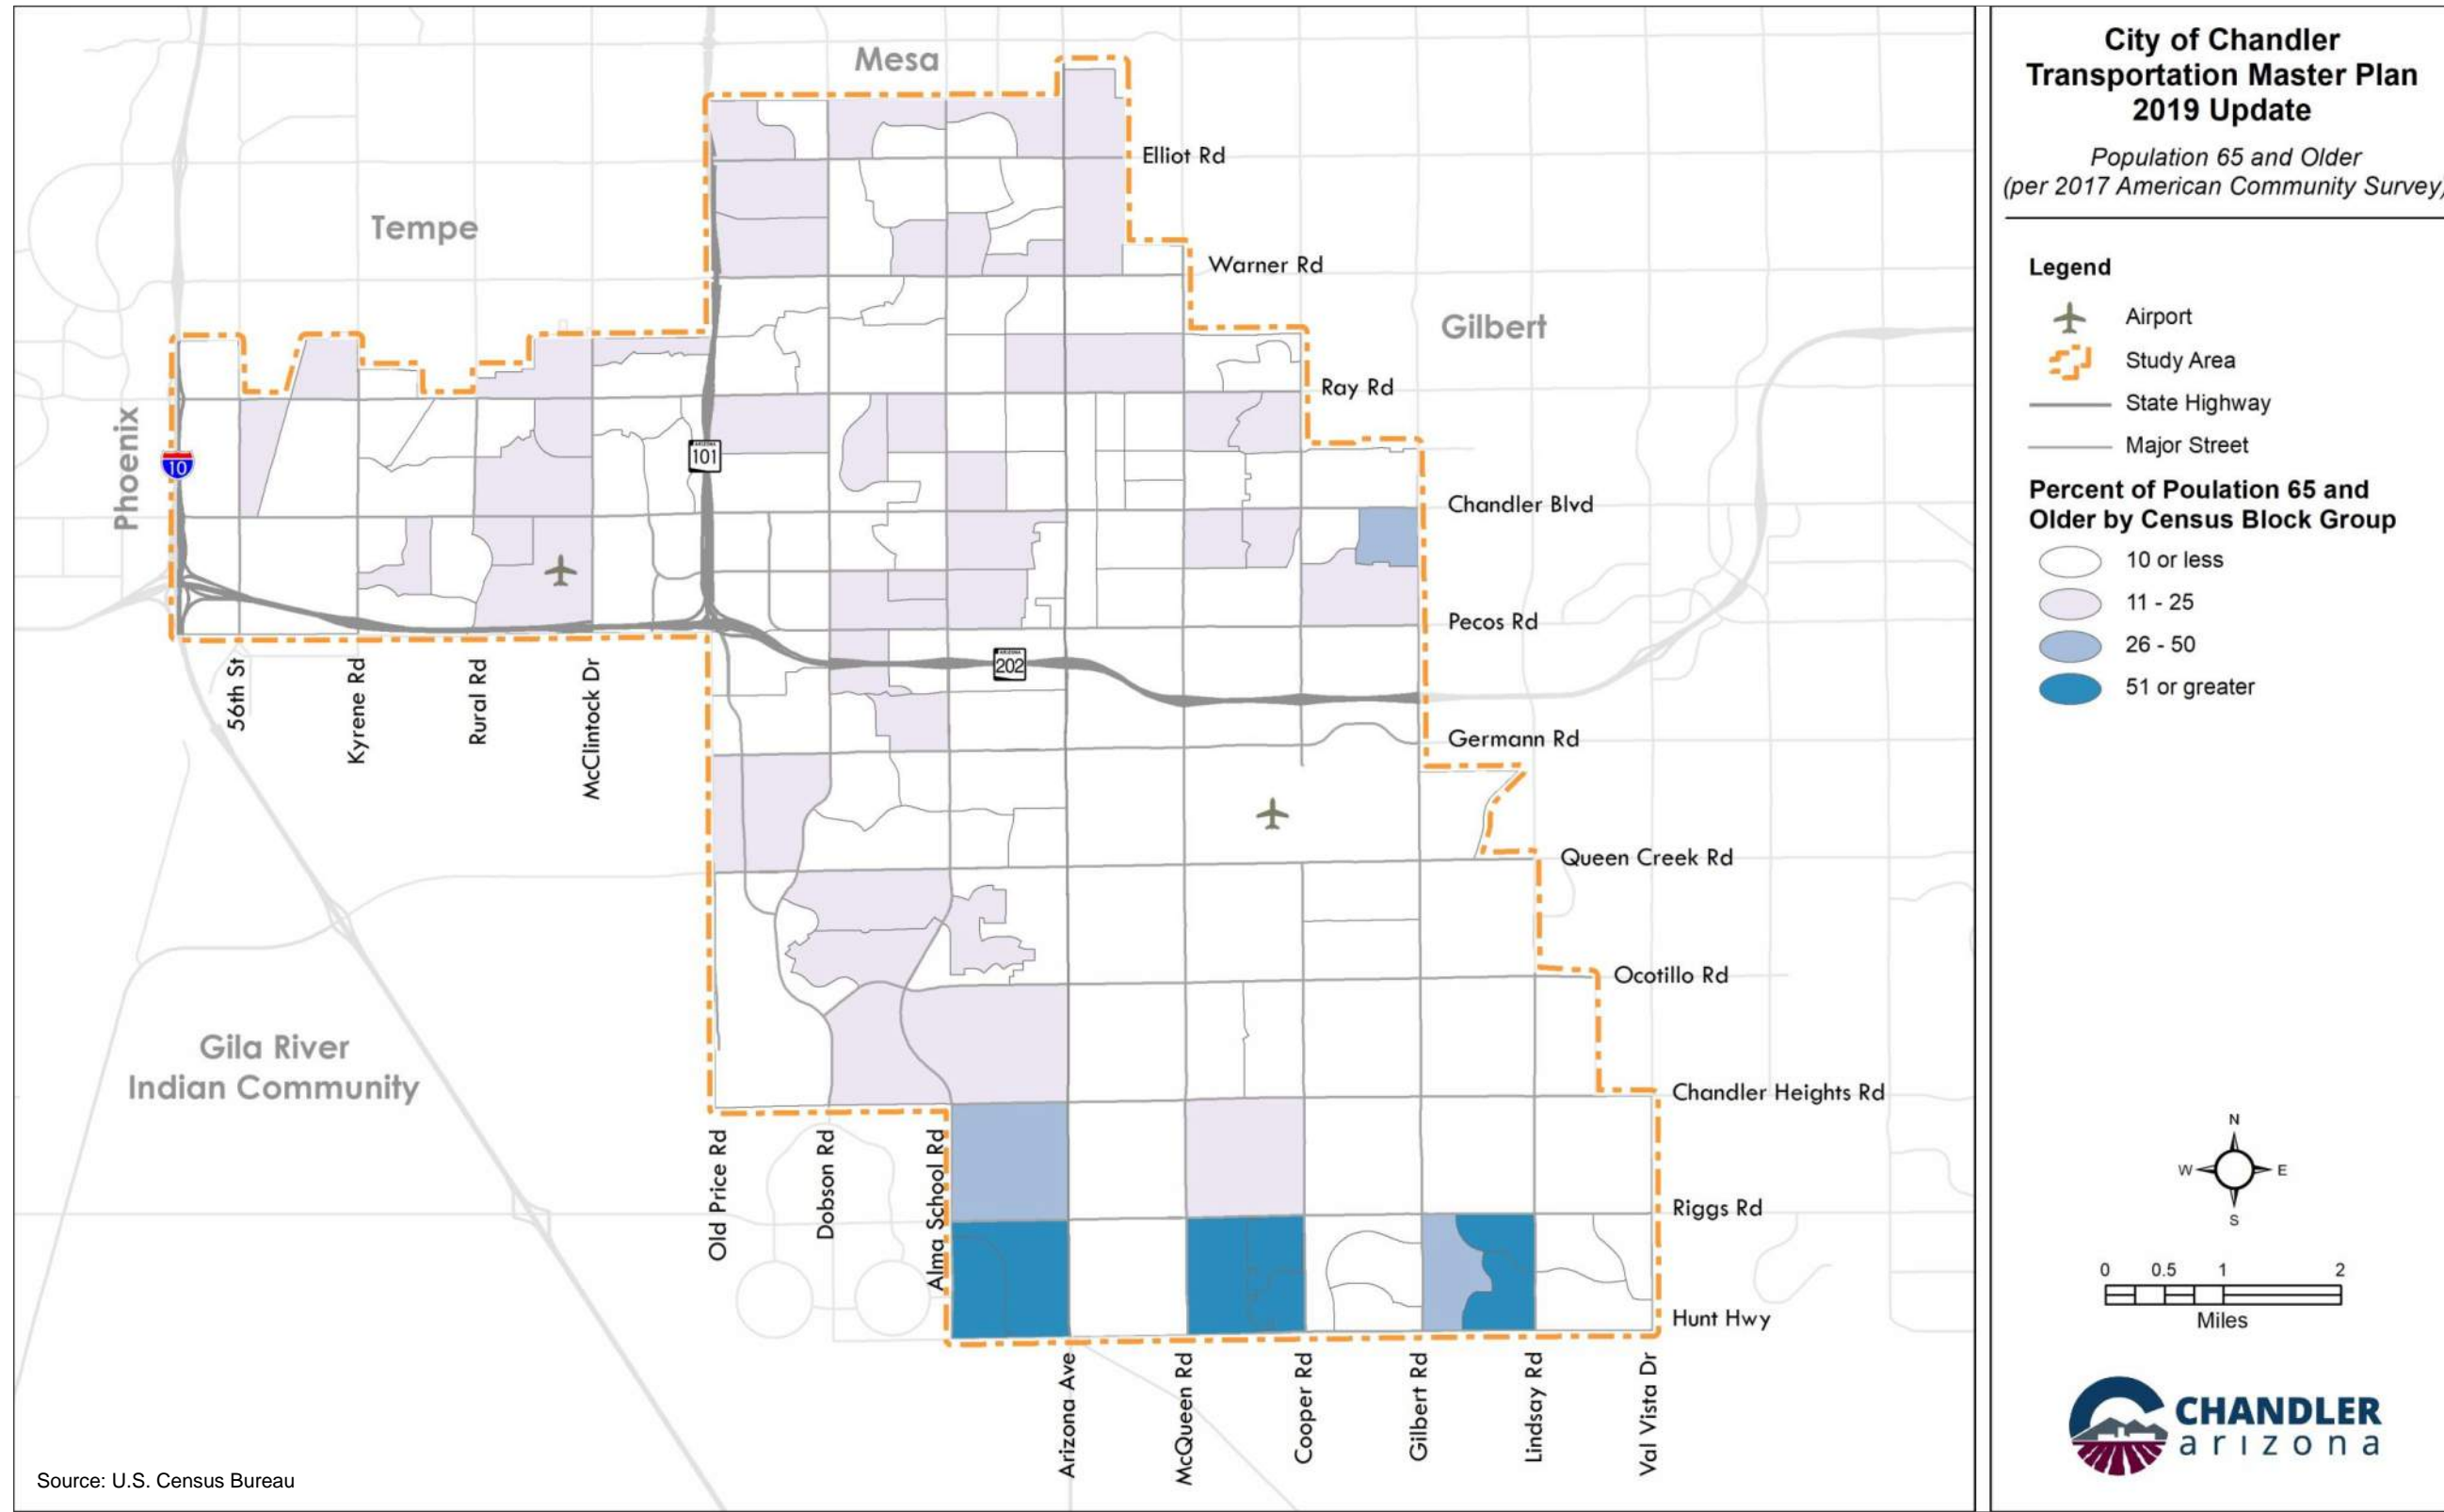 City of Chandler
Transportation Master Plan
2019 Update
Population 65 and Older
(per 2017 American Community Survey)
Legend
Airport
Study Area
State Highway
Major Street
Percent of Poulation 65 and
Older by Census Block Group
10 or less
11 - 25
26 - 50
51 or greater
N
W
E
S
0 0.5 1 2
Miles
CHANDLER
arizona
Mesa
Tempe
Phoenix
Gilbert
Gila River
Indian Community
Elliot Rd
Warner Rd
Ray Rd
Chandler Blvd
Pecos Rd
Germann Rd
Queen Creek Rd
Ocotillo Rd
Chandler Heights Rd
Riggs Rd
Hunt Hwy
10
ARIZONA
101
ARIZONA
202
56th St
Kyrene Rd
Rural Rd
McClintock Dr
Old Price Rd
Dobson Rd
Alma School Rd
Arizona Ave
McQueen Rd
Cooper Rd
Gilbert Rd
Lindsay Rd
Val Vista Dr
Source: U.S. Census Bureau